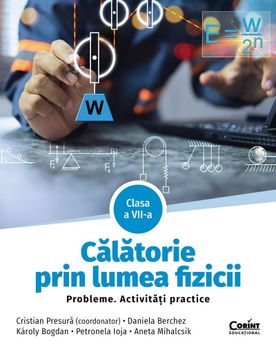 E=W/2n
W
Clasa
a VII-a
Călătorie
prin lumea fizicii
Probleme. Activități practice
Cristian Presură (coordonator) • Daniela Berchez
Károly Bogdan • Petronela Ioja • Aneta Mihalcsik
CORINT
EDUCAȚIONAL